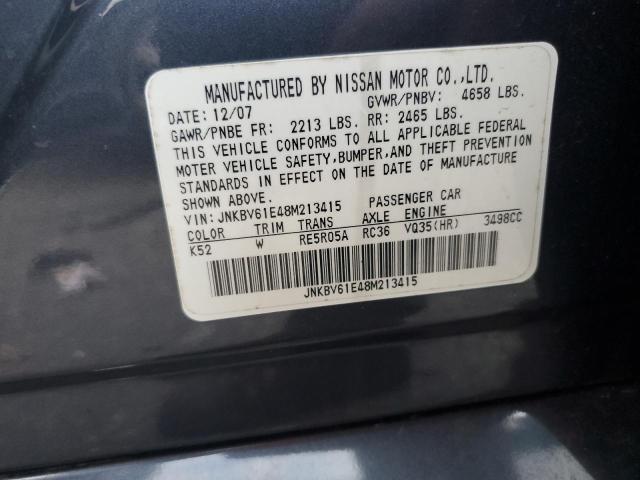 MANUFACTURED BY NISSAN MOTOR CO.,LTD.
DATE: 12/07 GVWR/PNBV: 4658 LBS.
GAWR/PNBE FR: 2213 LBS. RR: 2465 LBS.
THIS VEHICLE CONFORMS TO ALL APPLICABLE FEDERAL
MOTOR VEHICLE SAFETY,BUMPER,AND THEFT PREVENTION
STANDARDS IN EFFECT ON THE DATE OF MANUFACTURE
SHOWN ABOVE.
VIN: JNKBV61E48M213415 PASSENGER CAR
COLOR TRIM TRANS AXLE ENGINE
K52 W RE5R05A RC36 VQ35(HR) 3498CC
JNKBV61E48M213415